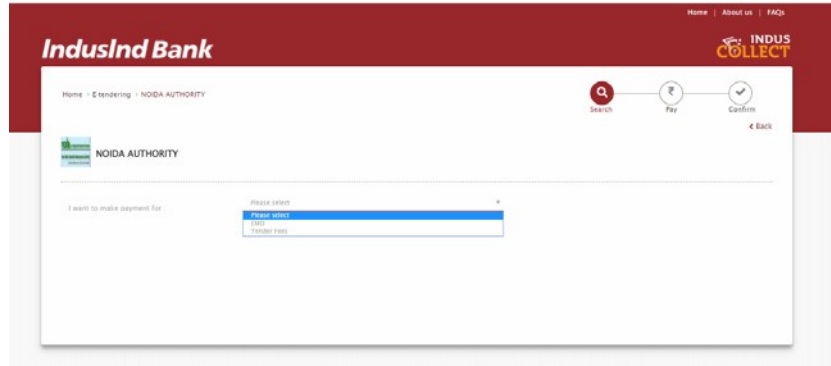 Home | About us | FAQs
IndusInd Bank
INDUS
COLLECT
Home › E-tendering › NOIDA AUTHORITY
Search
Pay
Confirm
‹ Back
NOIDA AUTHORITY
I want to make payment for :
Please select
Please select
EMD
Tender Fees